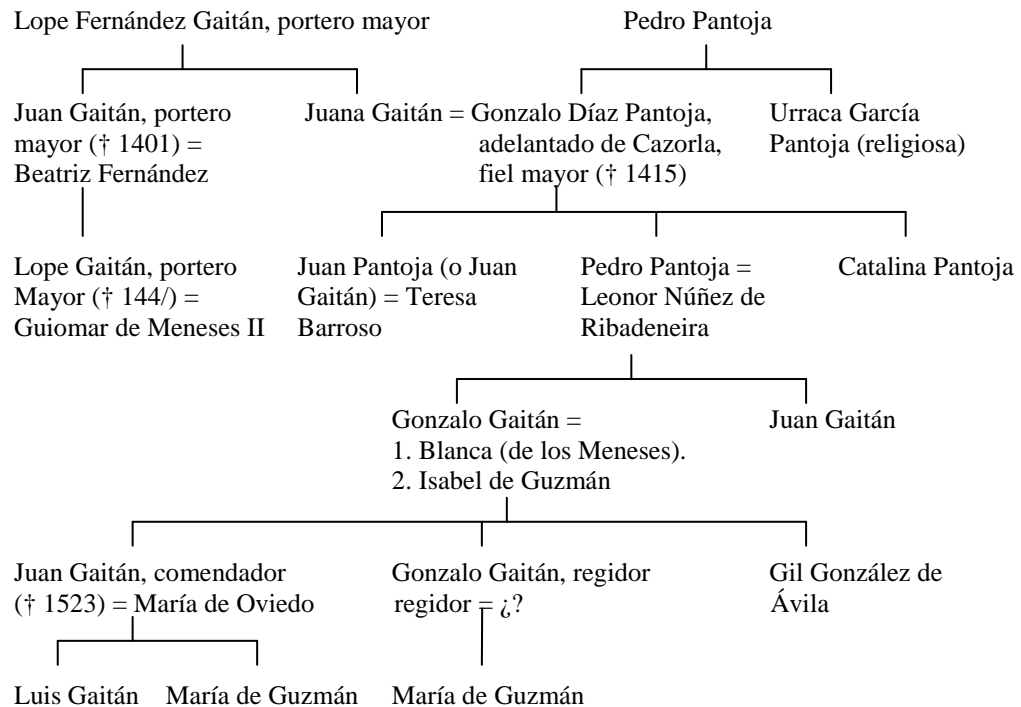 Lope Fernández Gaitán, portero mayor
Pedro Pantoja
Juan Gaitán, portero
mayor († 1401) =
Beatriz Fernández
Juana Gaitán = Gonzalo Díaz Pantoja,
adelantado de Cazorla,
fiel mayor († 1415)
Urraca García
Pantoja (religiosa)
Lope Gaitán, portero
Mayor († 144/) =
Guiomar de Meneses II
Juan Pantoja (o Juan
Gaitán) = Teresa
Barroso
Pedro Pantoja =
Leonor Núñez de
Ribadeneira
Catalina Pantoja
Gonzalo Gaitán =
1. Blanca (de los Meneses).
2. Isabel de Guzmán
Juan Gaitán
Juan Gaitán, comendador
(† 1523) = María de Oviedo
Gonzalo Gaitán, regidor
regidor = ¿?
Gil González de
Ávila
Luis Gaitán
María de Guzmán
María de Guzmán